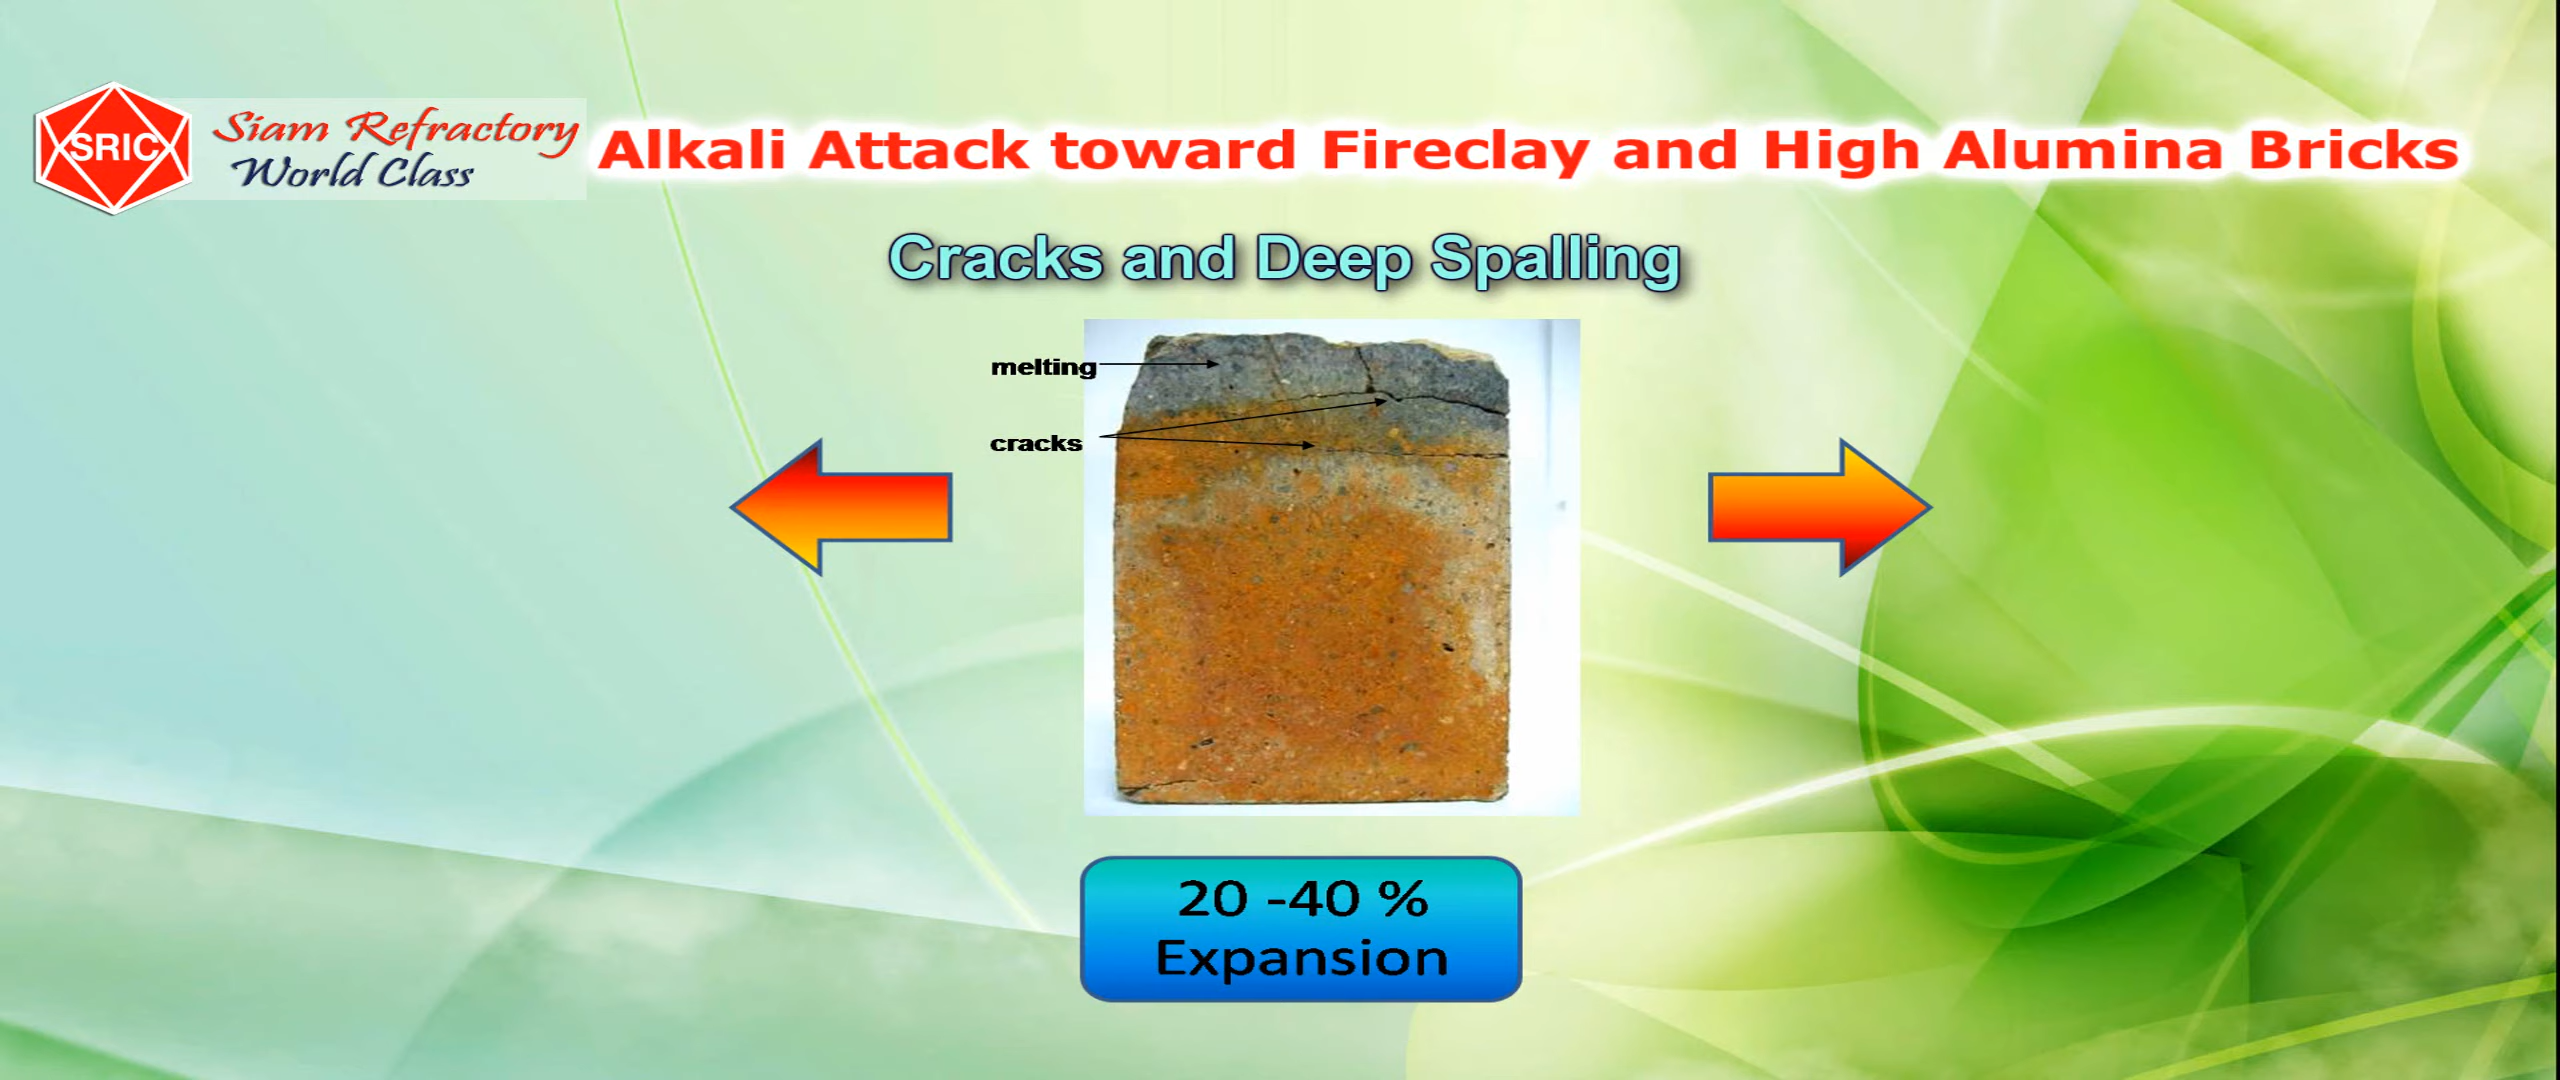 SRIC
Siam Refractory
World Class
Alkali Attack toward Fireclay and High Alumina Bricks
Cracks and Deep Spalling
melting
cracks
20 -40 %
Expansion